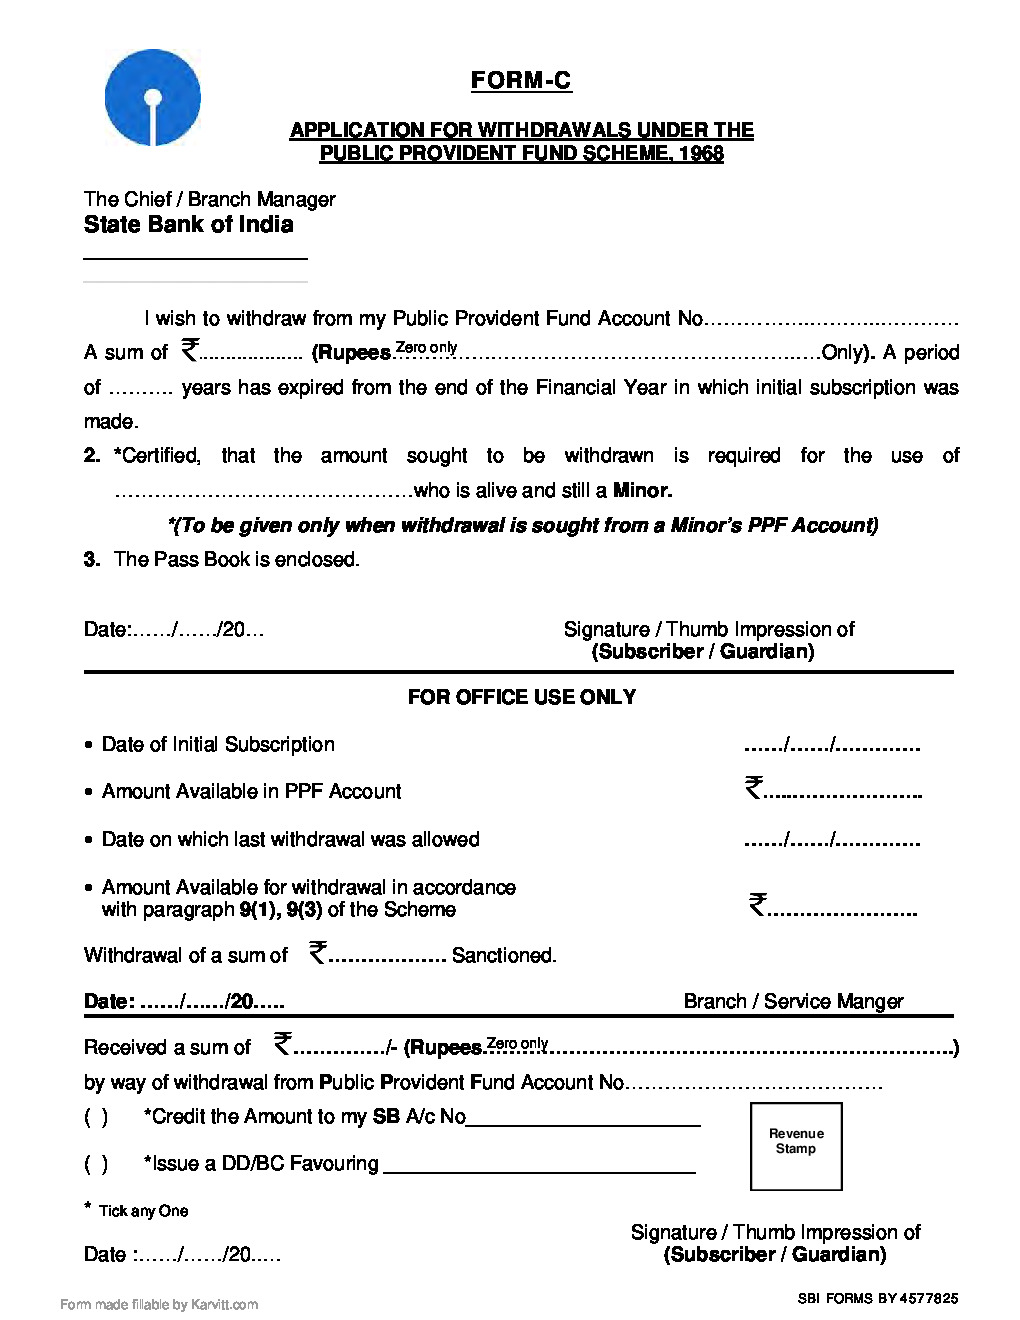 FORM-C
APPLICATION FOR WITHDRAWALS UNDER THE
PUBLIC PROVIDENT FUND SCHEME, 1968
The Chief / Branch Manager
State Bank of India
I wish to withdraw from my Public Provident Fund Account No.......................................
A sum of ₹................... (Rupees Zero only.......................................................Only). A period
of .......... years has expired from the end of the Financial Year in which initial subscription was
made.
2. *Certified, that the amount sought to be withdrawn is required for the use of
.............................................who is alive and still a Minor.
*(To be given only when withdrawal is sought from a Minor's PPF Account)
3. The Pass Book is enclosed.
Date:....../....../20... Signature / Thumb Impression of
(Subscriber / Guardian)
FOR OFFICE USE ONLY
• Date of Initial Subscription ....../....../.............
• Amount Available in PPF Account ₹........................
• Date on which last withdrawal was allowed ....../....../.............
• Amount Available for withdrawal in accordance
with paragraph 9(1), 9(3) of the Scheme ₹.......................
Withdrawal of a sum of ₹.................. Sanctioned.
Date: ....../....../20..... Branch / Service Manger
Received a sum of ₹............../- (Rupees Zero only..............................................................)
by way of withdrawal from Public Provident Fund Account No.......................................
( ) *Credit the Amount to my SB A/c No______________________
( ) *Issue a DD/BC Favouring _____________________________
Revenue
Stamp
* Tick any One
Signature / Thumb Impression of
Date :....../....../20..... (Subscriber / Guardian)
Form made fillable by Karvitt.com SBI FORMS BY 4577825